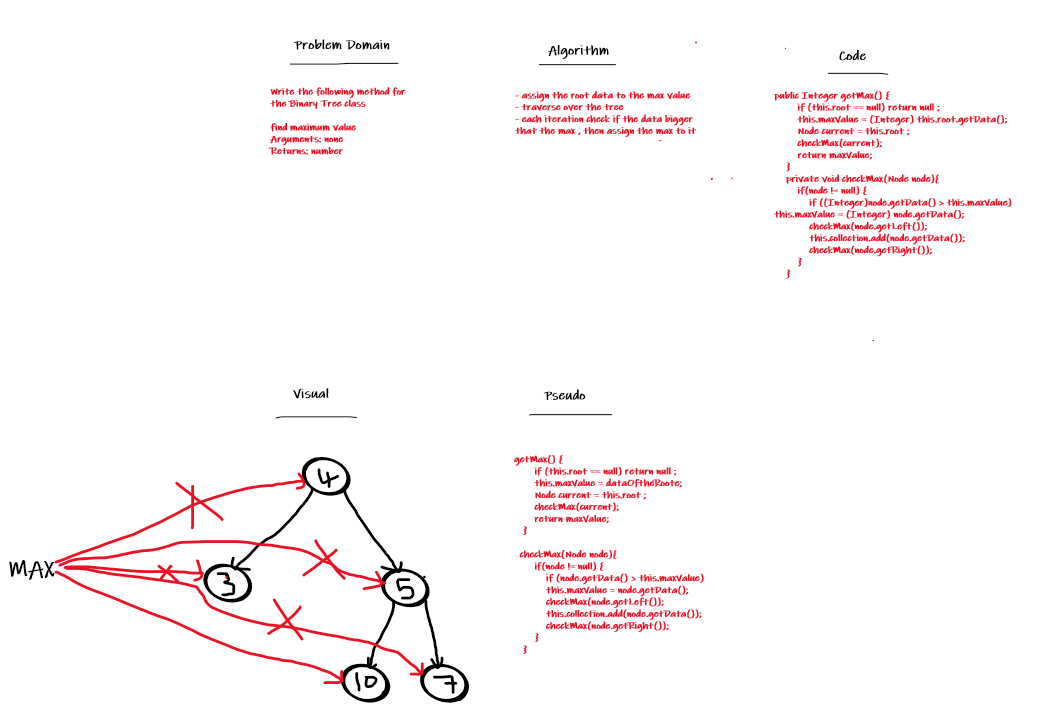 Problem Domain
Write the following method for
the Binary Tree class
find maximum value
Arguments: none
Returns: number
Algorithm
- assign the root data to the max value
- traverse over the tree
- each iteration check if the data bigger
that the max , then assign the max to it
Code
public Integer getMax() {
if (this.root == null) return null ;
this.maxValue = (Integer) this.root.getData();
Node current = this.root ;
checkMax(current);
return maxValue;
}
private void checkMax(Node node){
if(node != null) {
if ((Integer)node.getData() > this.maxValue)
this.maxValue = (Integer) node.getData();
checkMax(node.getLeft());
this.collection.add(node.getData());
checkMax(node.getRight());
}
}
Visual
MAX
4
3
5
10
7
Pseudo
getMax() {
if (this.root == null) return null ;
this.maxValue = dataOftheRoote;
Node current = this.root ;
checkMax(current);
return maxValue;
}
checkMax(Node node){
if(node != null) {
if (node.getData() > this.maxValue)
this.maxValue = node.getData();
checkMax(node.getLeft());
this.collection.add(node.getData());
checkMax(node.getRight());
}
}